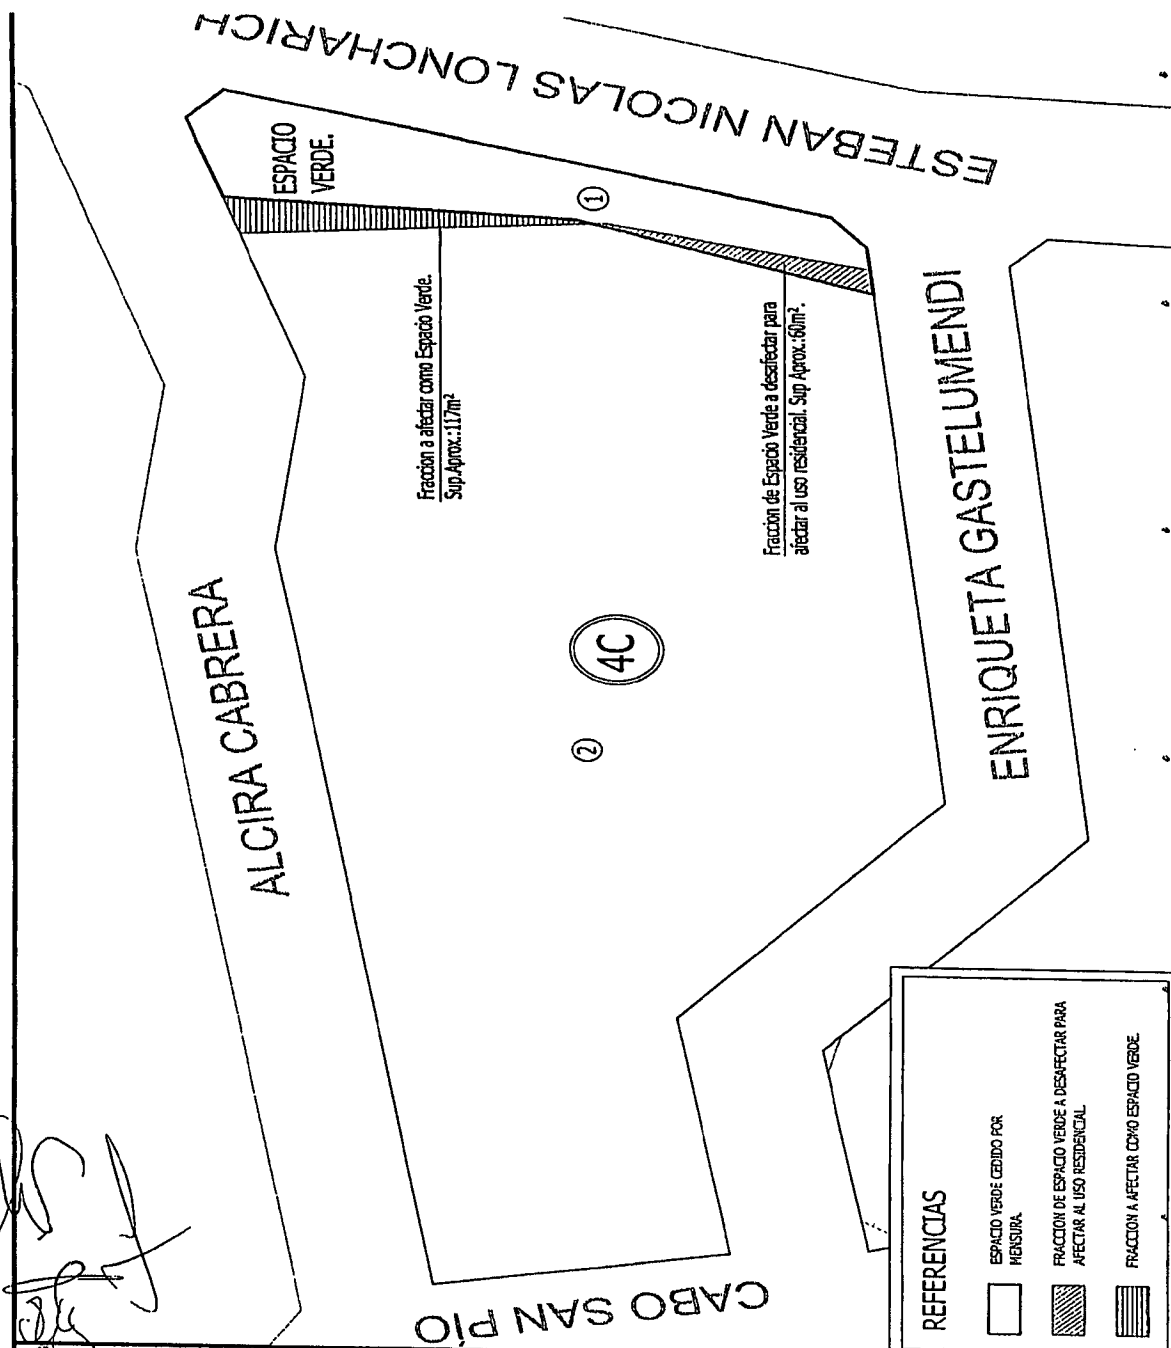 ESTEBAN NICOLAS LONCHARICH
ESPACIO
VERDE.
1
Fraccion a afectar como Espacio Verde.
Sup.Aprox.:117m²
Fraccion de Espacio Verde a desafectar para
afectar al uso residencial. Sup Aprox.:60m².
ALCIRA CABRERA
4C
2
ENRIQUETA GASTELUMENDI
CABO SAN PÍO
REFERENCIAS
ESPACIO VERDE CEDIDO POR
MENSURA.
FRACCION DE ESPACIO VERDE A DESAFECTAR PARA
AFECTAR AL USO RESIDENCIAL.
FRACCION A AFECTAR COMO ESPACIO VERDE.